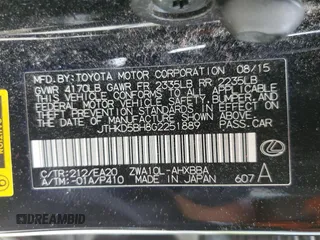 MFD. BY: TOYOTA MOTOR CORPORATION 08/15
GVWR 4170LB GAWR FR 2335LB RR 2235LB
THIS VEHICLE CONFORMS TO ALL APPLICABLE
FEDERAL MOTOR VEHICLE SAFETY, BUMPER, AND
THEFT PREVENTION STANDARDS IN EFFECT ON THE DATE OF
MANUFACTURE SHOWN ABOVE.
JTHKD5BH8G2251889 PASS. CAR
C/TR: 212/EA20 ZWA10L-AHXBBA
A/TM: -01A/P410 MADE IN JAPAN 6D7 A
DREAMBID